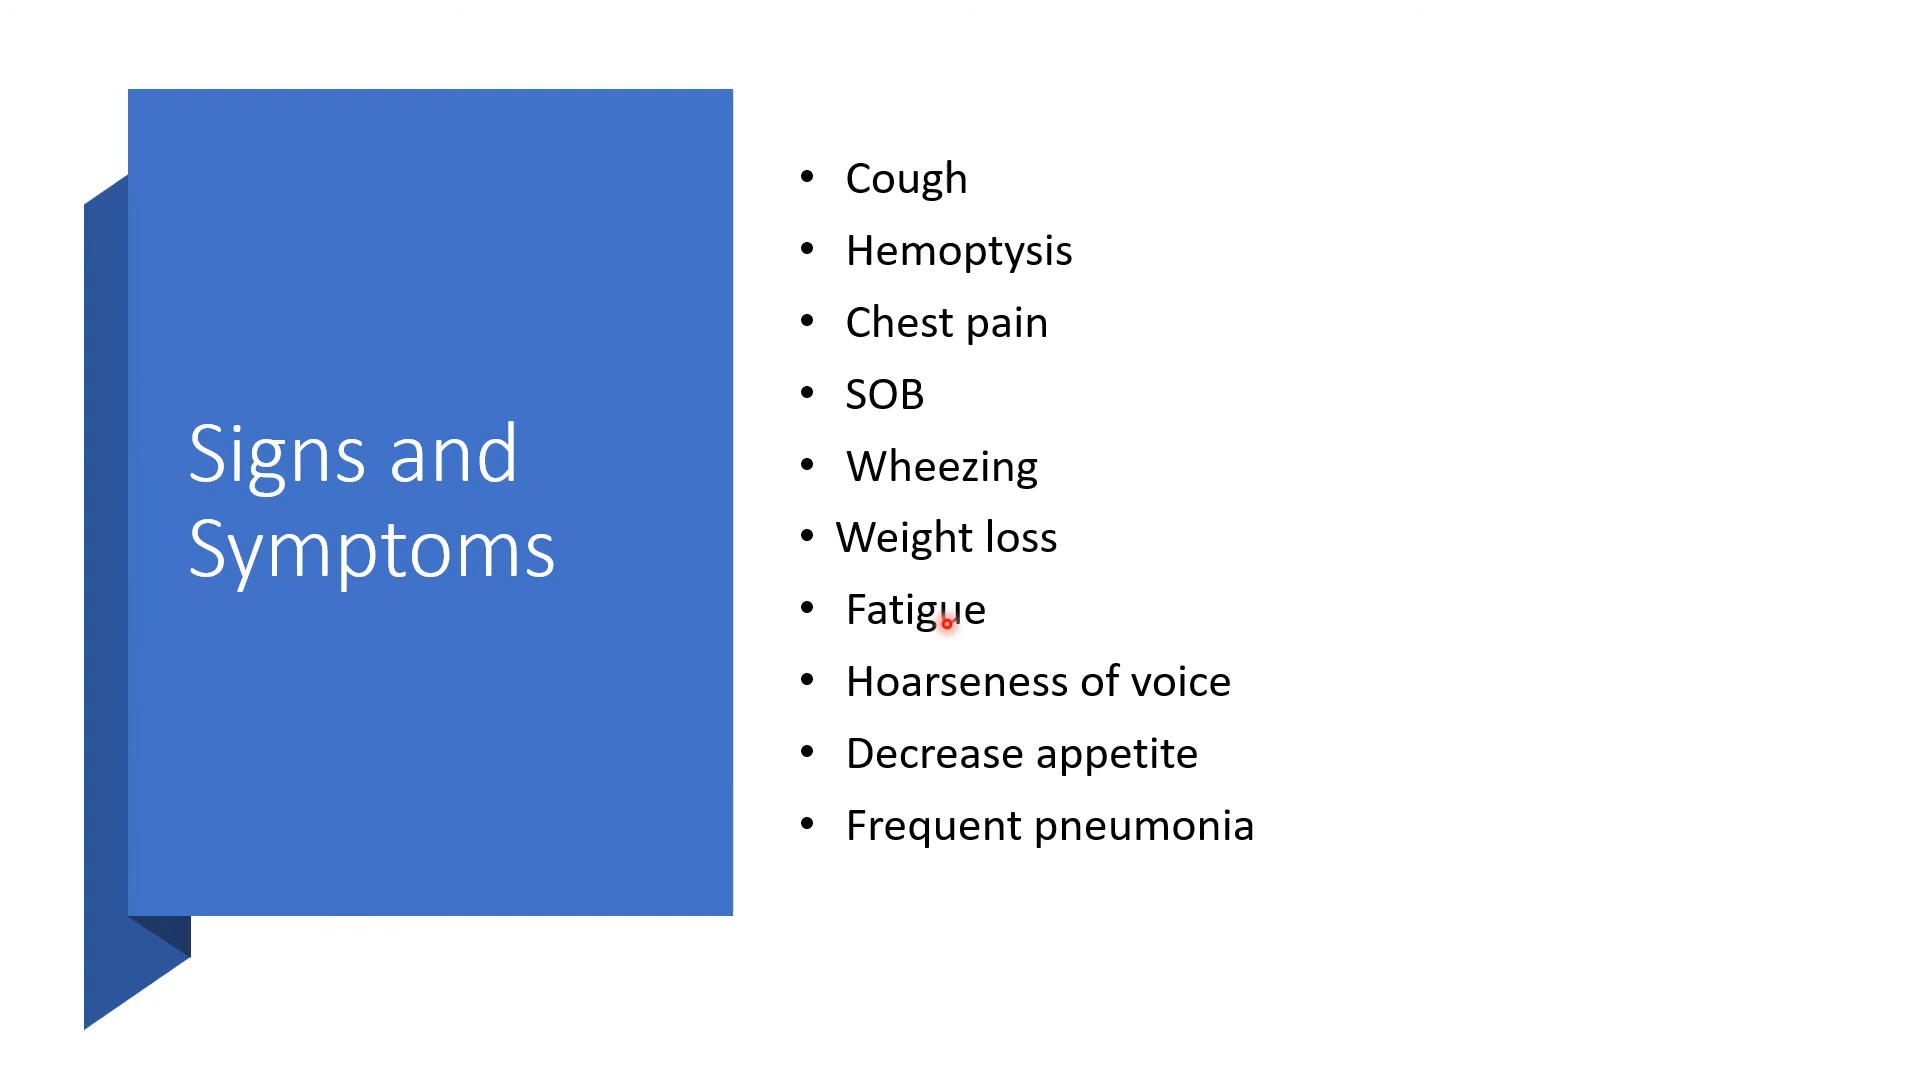 Signs and
Symptoms
• Cough
• Hemoptysis
• Chest pain
• SOB
• Wheezing
• Weight loss
• Fatigue
• Hoarseness of voice
• Decrease appetite
• Frequent pneumonia